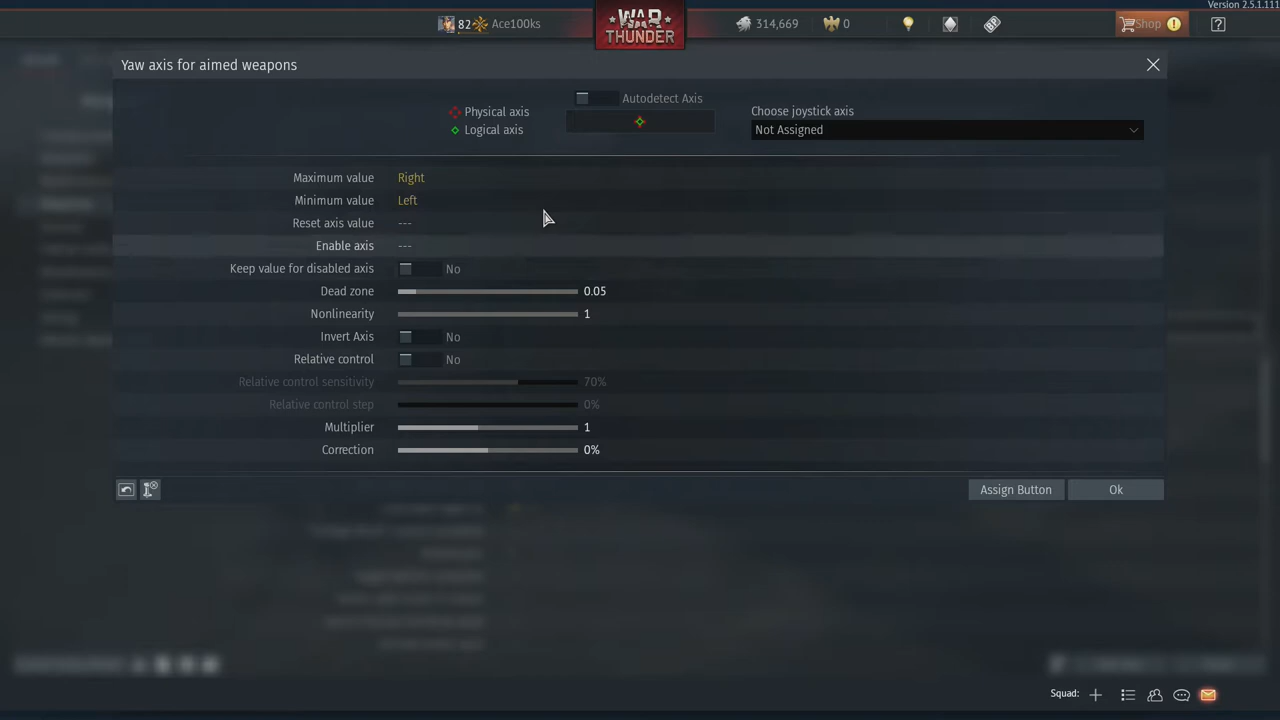 Version 2.5.1.111
82 Ace100ks
WAR THUNDER
314,669
0
Shop
Yaw axis for aimed weapons
Autodetect Axis
Physical axis
Logical axis
Choose joystick axis
Not Assigned
Maximum value Right
Minimum value Left
Reset axis value ---
Enable axis ---
Keep value for disabled axis No
Dead zone 0.05
Nonlinearity 1
Invert Axis No
Relative control No
Relative control sensitivity 70%
Relative control step 0%
Multiplier 1
Correction 0%
Assign Button
Ok
Squad: